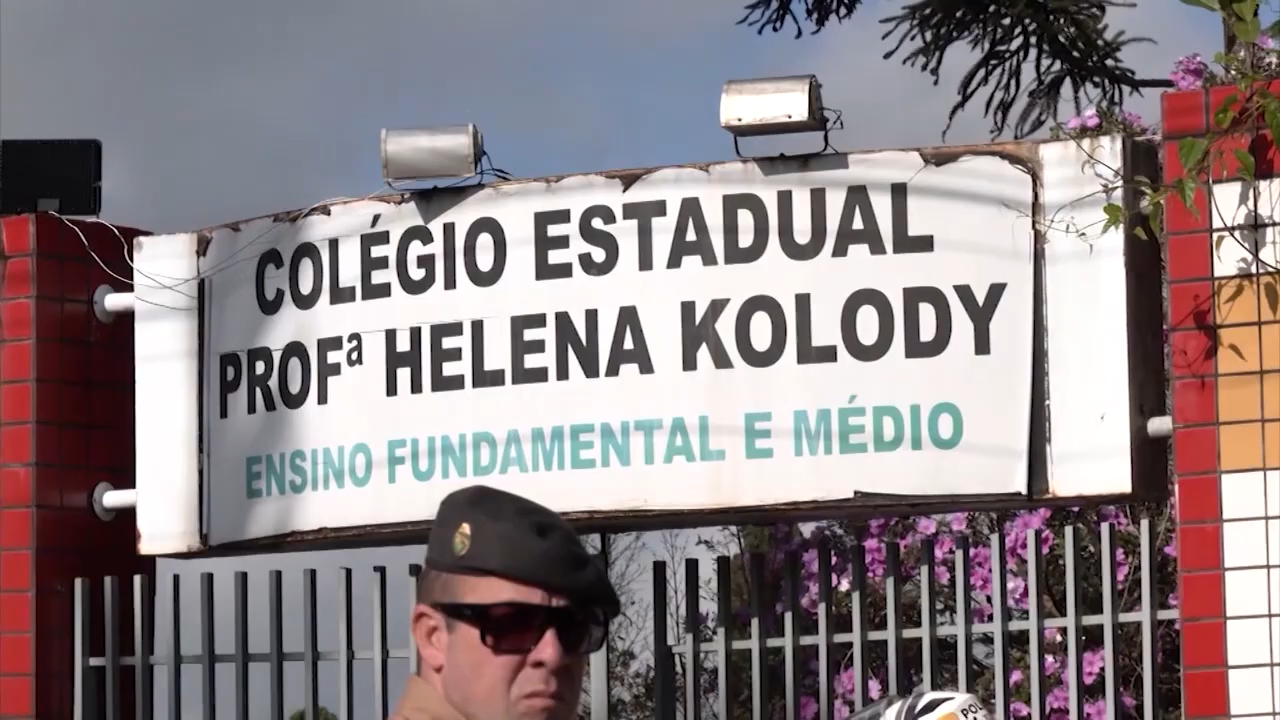 COLÉGIO ESTADUAL
PROFª HELENA KOLODY
ENSINO FUNDAMENTAL E MÉDIO